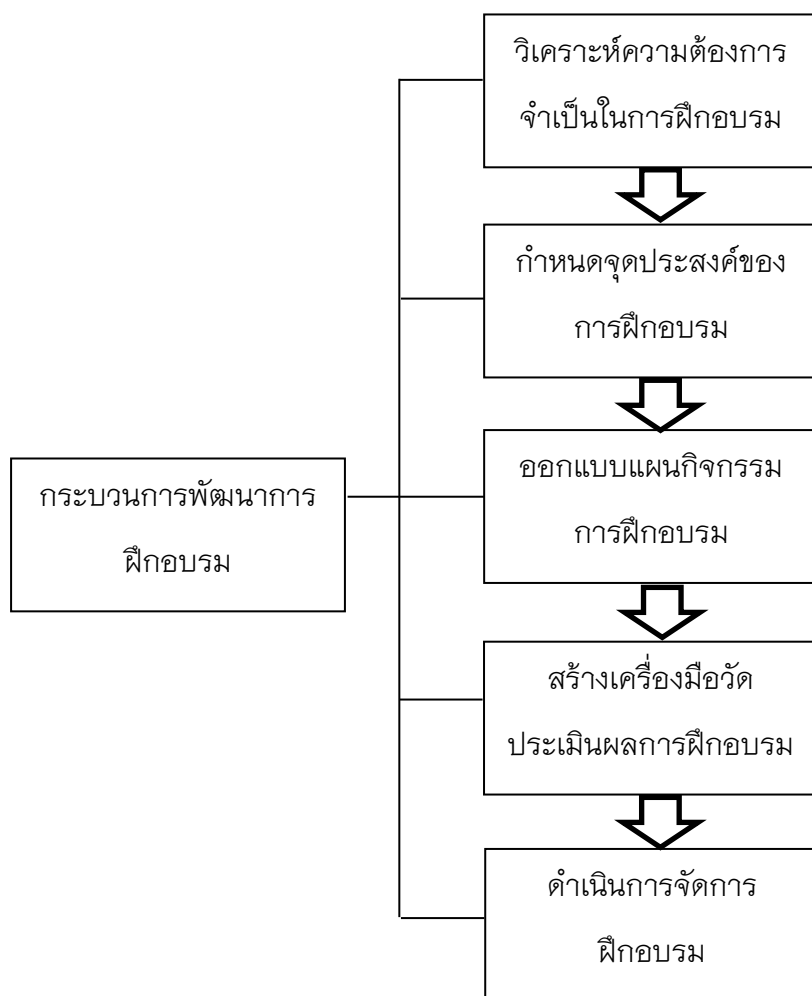 วิเคราะห์ความต้องการ
จำเป็นในการฝึกอบรม
กำหนดจุดประสงค์ของ
การฝึกอบรม
ออกแบบแผนกิจกรรม
การฝึกอบรม
กระบวนการพัฒนาการ
ฝึกอบรม
สร้างเครื่องมือวัด
ประเมินผลการฝึกอบรม
ดำเนินการจัดการ
ฝึกอบรม